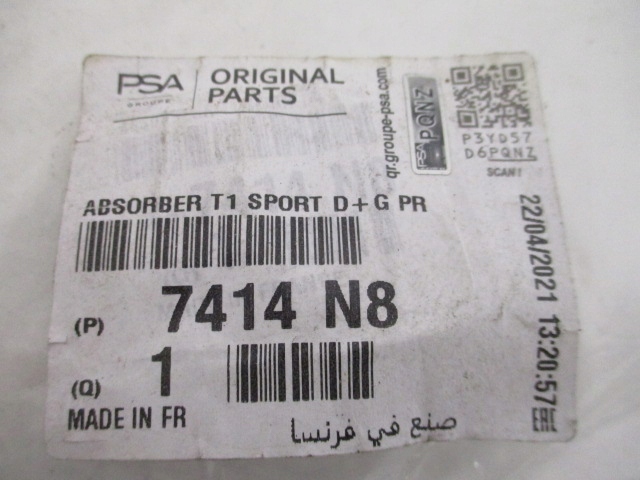 PSA
GROUPE
ORIGINAL
PARTS
qr.groupe-psa.com
PSA PQNZ
P3YD57
D6PQNZ
SCAN!
ABSORBER T1 SPORT D+G PR
22/04/2021 13:20:57
(P) 7414 N8
(Q) 1
MADE IN FR
صنع في فرنسا
EAC